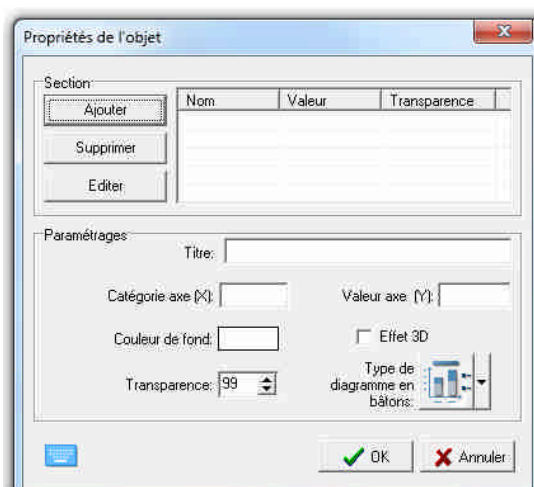 Propriétés de l'objet
Section
Ajouter
Nom Valeur Transparence
Supprimer
Editer
Paramétrages
Titre:
Catégorie axe (X): Valeur axe (Y):
Couleur de fond: Effet 3D
Transparence: 99
Type de
diagramme en
bâtons:
OK Annuler